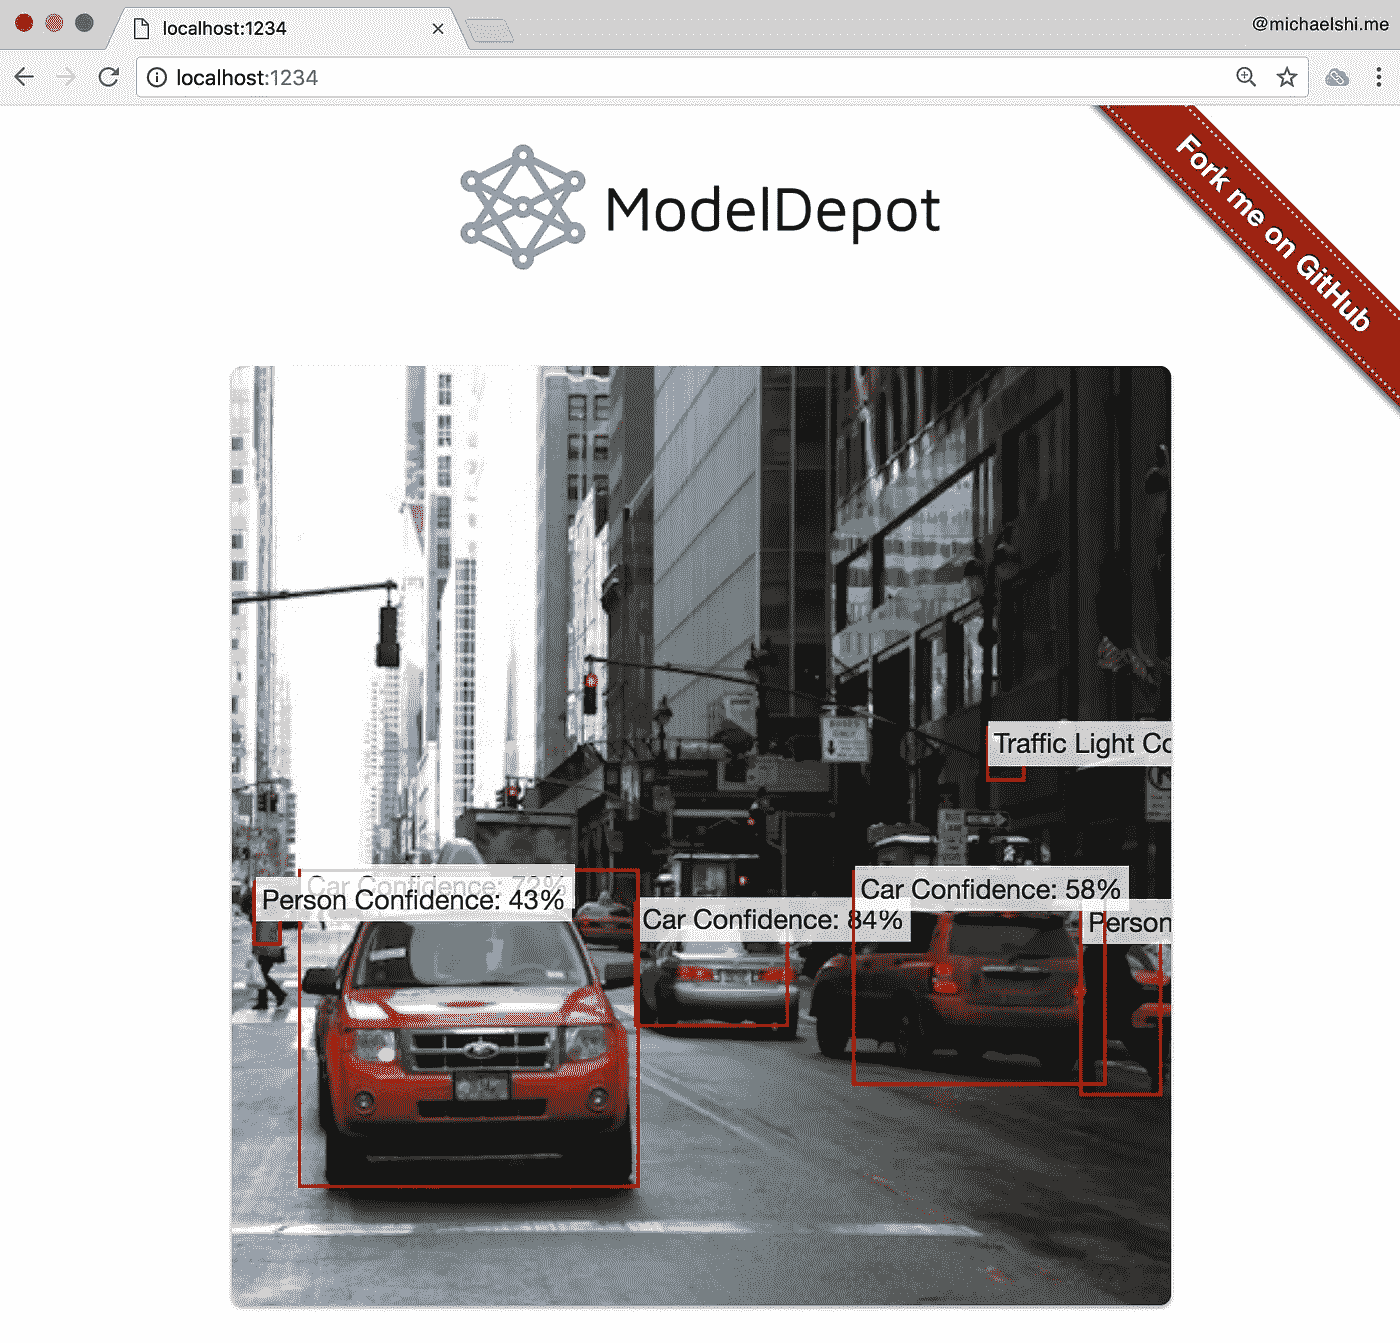 localhost:1234
@michaelshi.me
localhost:1234
ModelDepot
Fork me on GitHub
Traffic Light Co
Car Confidence: 72%
Person Confidence: 43%
Car Confidence: 84%
Car Confidence: 58%
Person